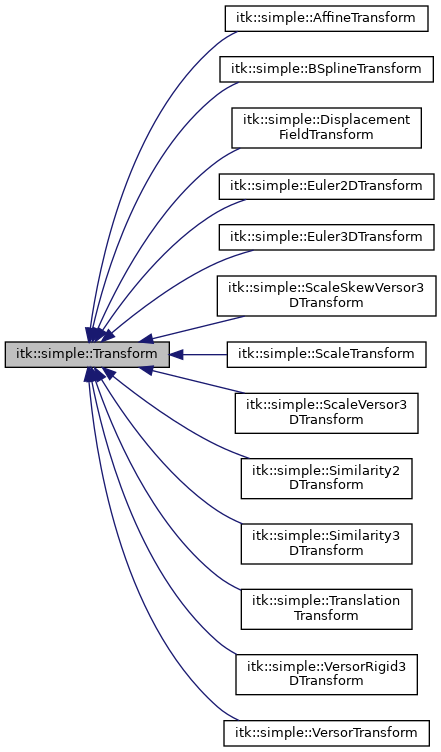 itk::simple::AffineTransform
itk::simple::BSplineTransform
itk::simple::Displacement
FieldTransform
itk::simple::Euler2DTransform
itk::simple::Euler3DTransform
itk::simple::ScaleSkewVersor3
DTransform
itk::simple::Transform
itk::simple::ScaleTransform
itk::simple::ScaleVersor3
DTransform
itk::simple::Similarity2
DTransform
itk::simple::Similarity3
DTransform
itk::simple::Translation
Transform
itk::simple::VersorRigid3
DTransform
itk::simple::VersorTransform